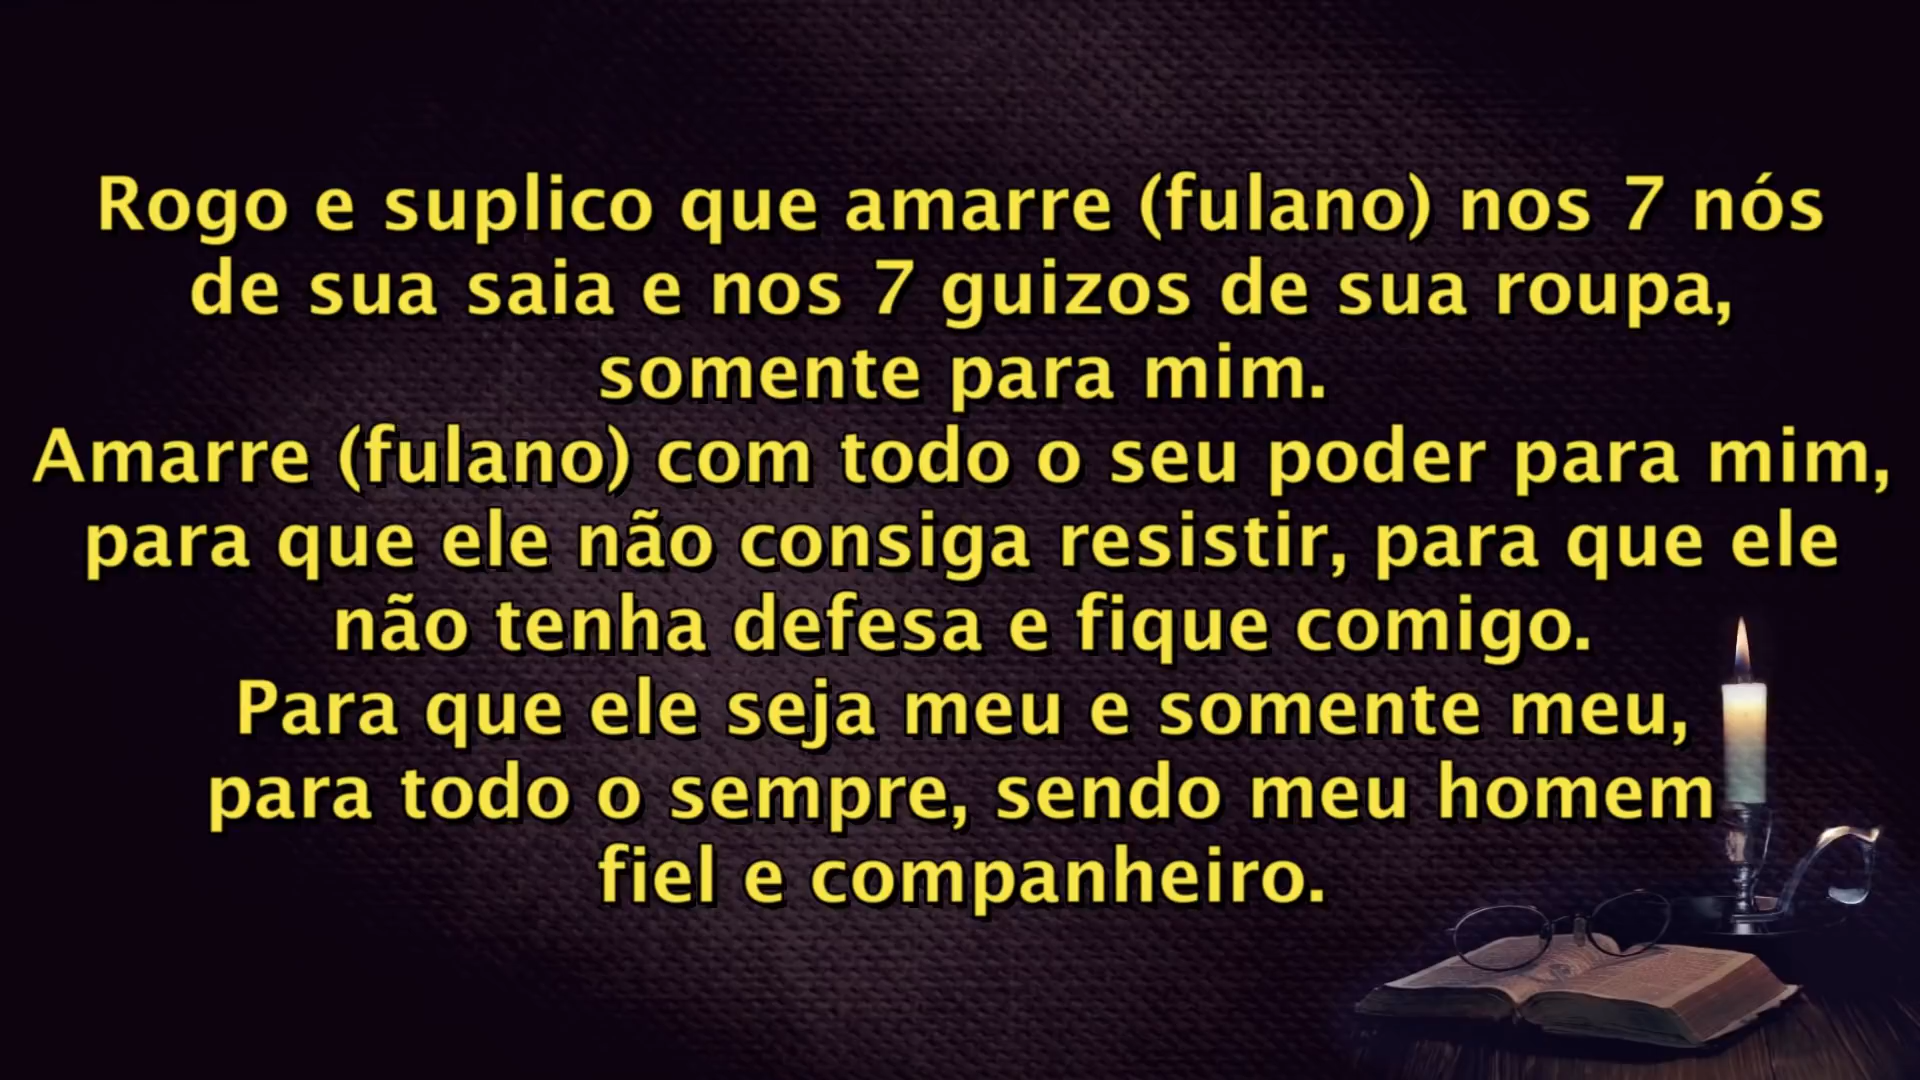 Rogo e suplico que amarre (fulano) nos 7 nós
de sua saia e nos 7 guizos de sua roupa,
somente para mim.
Amarre (fulano) com todo o seu poder para mim,
para que ele não consiga resistir, para que ele
não tenha defesa e fique comigo.
Para que ele seja meu e somente meu,
para todo o sempre, sendo meu homem
fiel e companheiro.